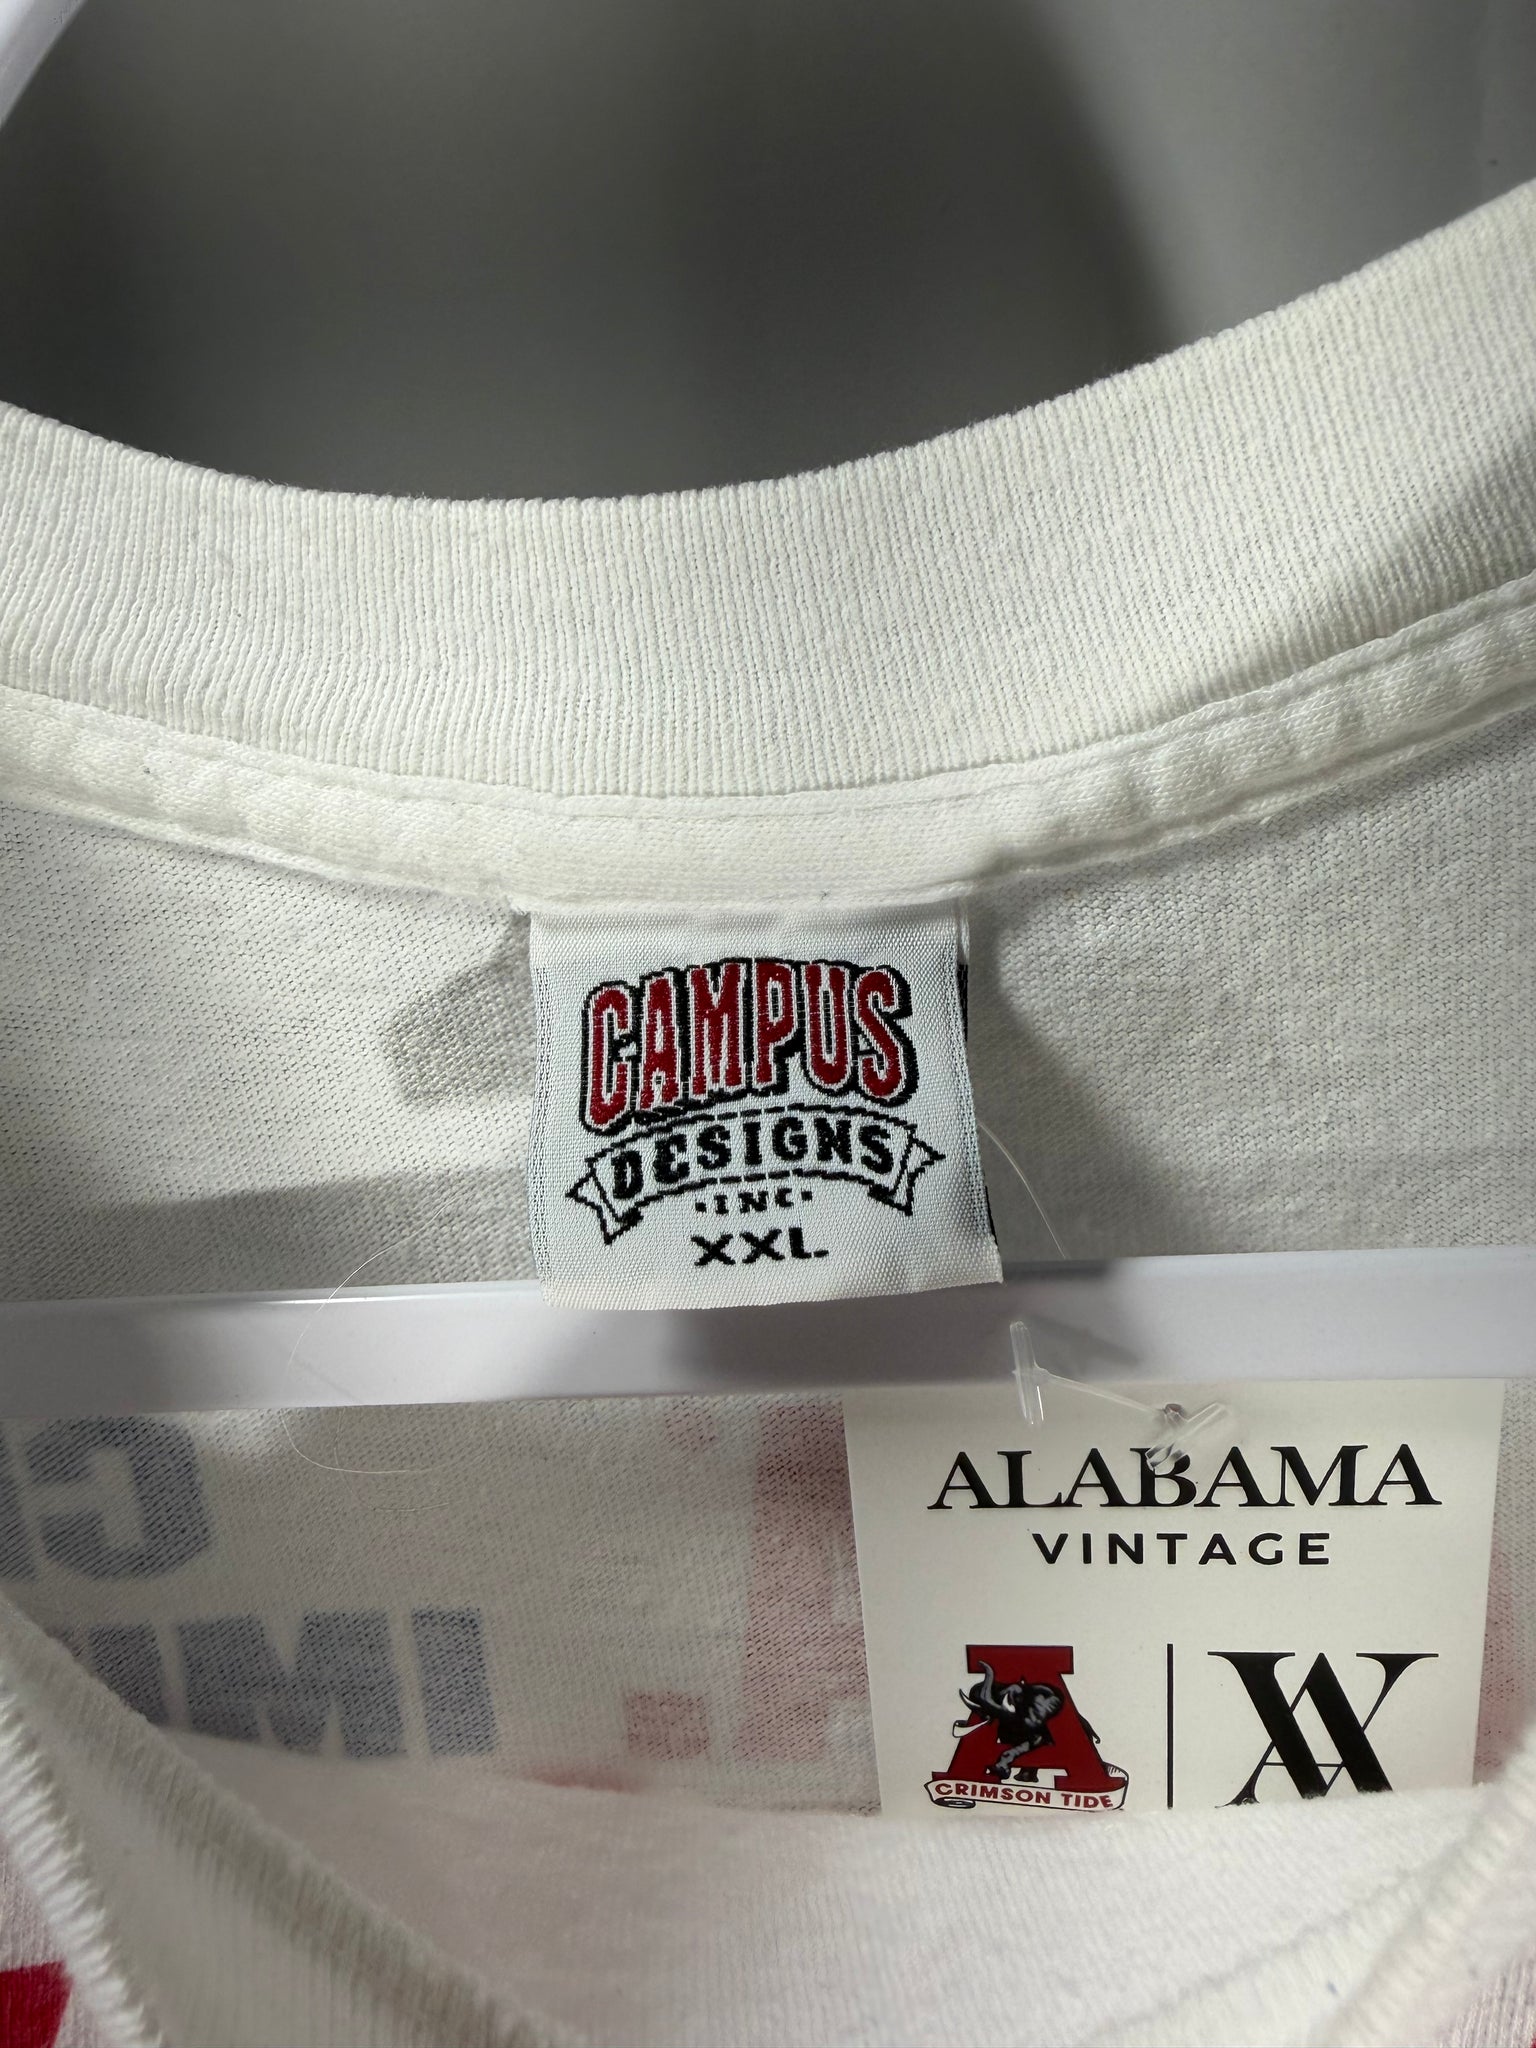 CAMPUS
DESIGNS
·INC·
XXL
ALABAMA
VINTAGE
CRIMSON TIDE